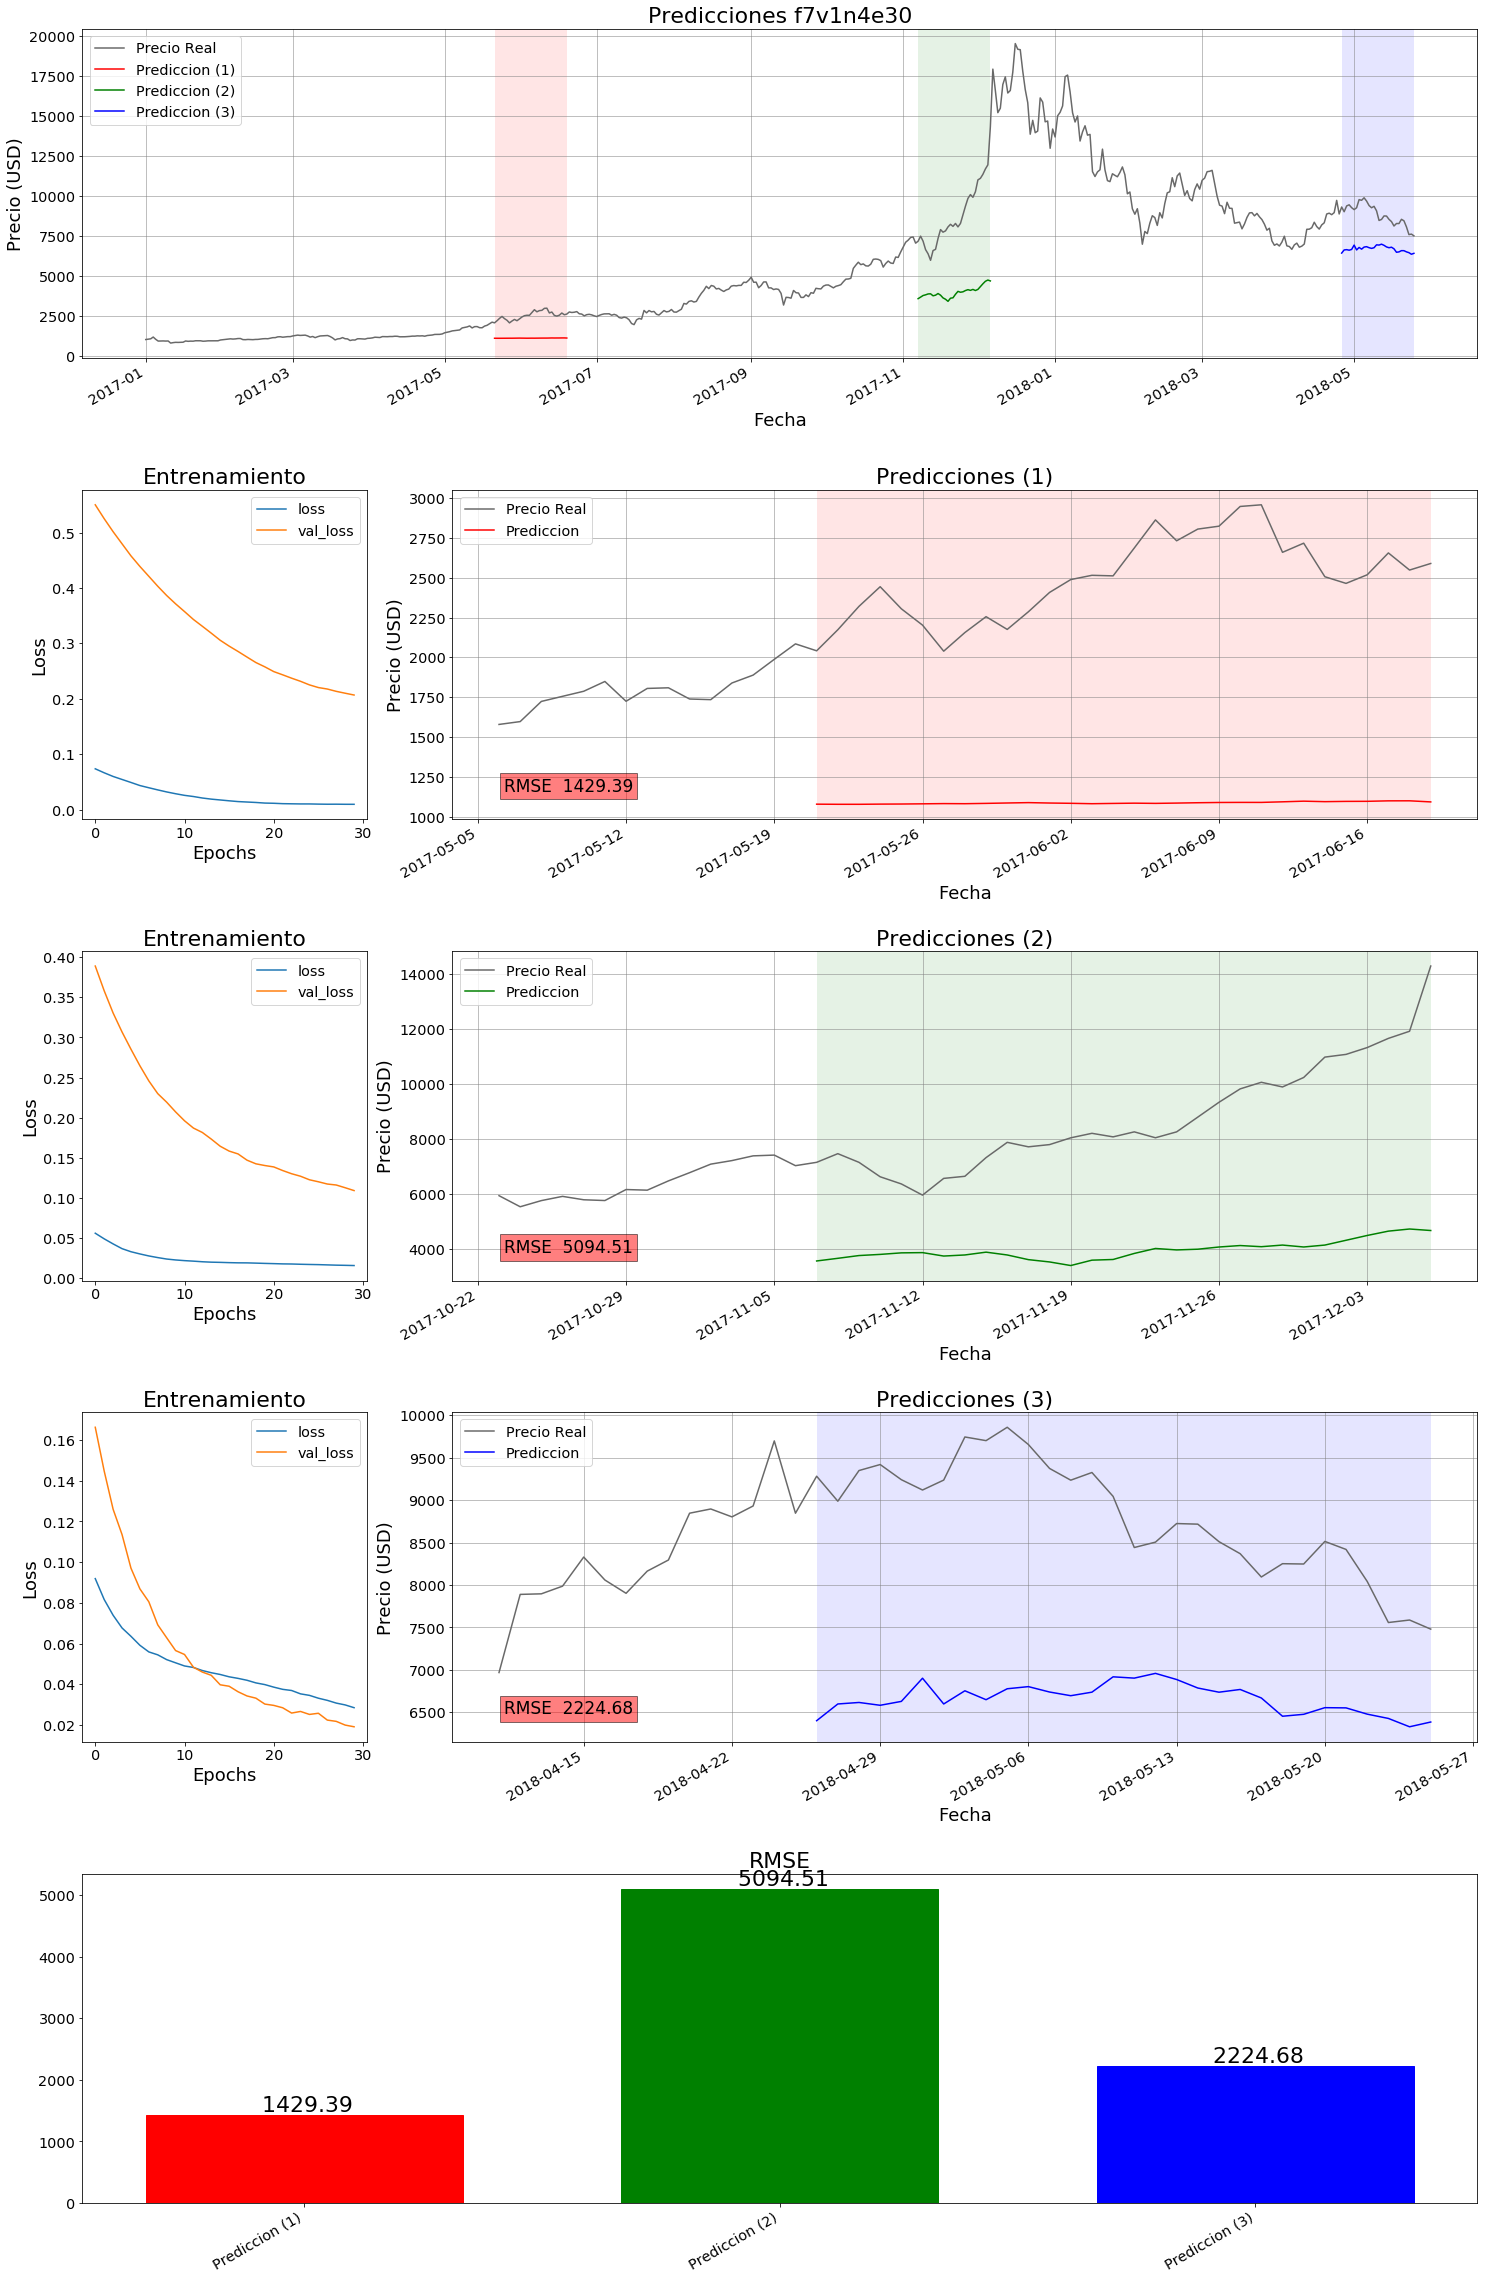 Predicciones f7v1n4e30
Precio (USD)
20000
17500
15000
12500
10000
7500
5000
2500
0
Precio Real
Prediccion (1)
Prediccion (2)
Prediccion (3)
2017-01
2017-03
2017-05
2017-07
2017-09
2017-11
2018-01
2018-03
2018-05
Fecha
Entrenamiento
Loss
0.5
0.4
0.3
0.2
0.1
0.0
loss
val_loss
0
10
20
30
Epochs
Predicciones (1)
Precio (USD)
3000
2750
2500
2250
2000
1750
1500
1250
1000
Precio Real
Prediccion
RMSE 1429.39
2017-05-05
2017-05-12
2017-05-19
2017-05-26
2017-06-02
2017-06-09
2017-06-16
Fecha
Entrenamiento
Loss
0.40
0.35
0.30
0.25
0.20
0.15
0.10
0.05
0.00
loss
val_loss
0
10
20
30
Epochs
Predicciones (2)
Precio (USD)
14000
12000
10000
8000
6000
4000
Precio Real
Prediccion
RMSE 5094.51
2017-10-22
2017-10-29
2017-11-05
2017-11-12
2017-11-19
2017-11-26
2017-12-03
Fecha
Entrenamiento
Loss
0.16
0.14
0.12
0.10
0.08
0.06
0.04
0.02
loss
val_loss
0
10
20
30
Epochs
Predicciones (3)
Precio (USD)
10000
9500
9000
8500
8000
7500
7000
6500
Precio Real
Prediccion
RMSE 2224.68
2018-04-15
2018-04-22
2018-04-29
2018-05-06
2018-05-13
2018-05-20
2018-05-27
Fecha
RMSE
5000
4000
3000
2000
1000
0
1429.39
5094.51
2224.68
Prediccion (1)
Prediccion (2)
Prediccion (3)